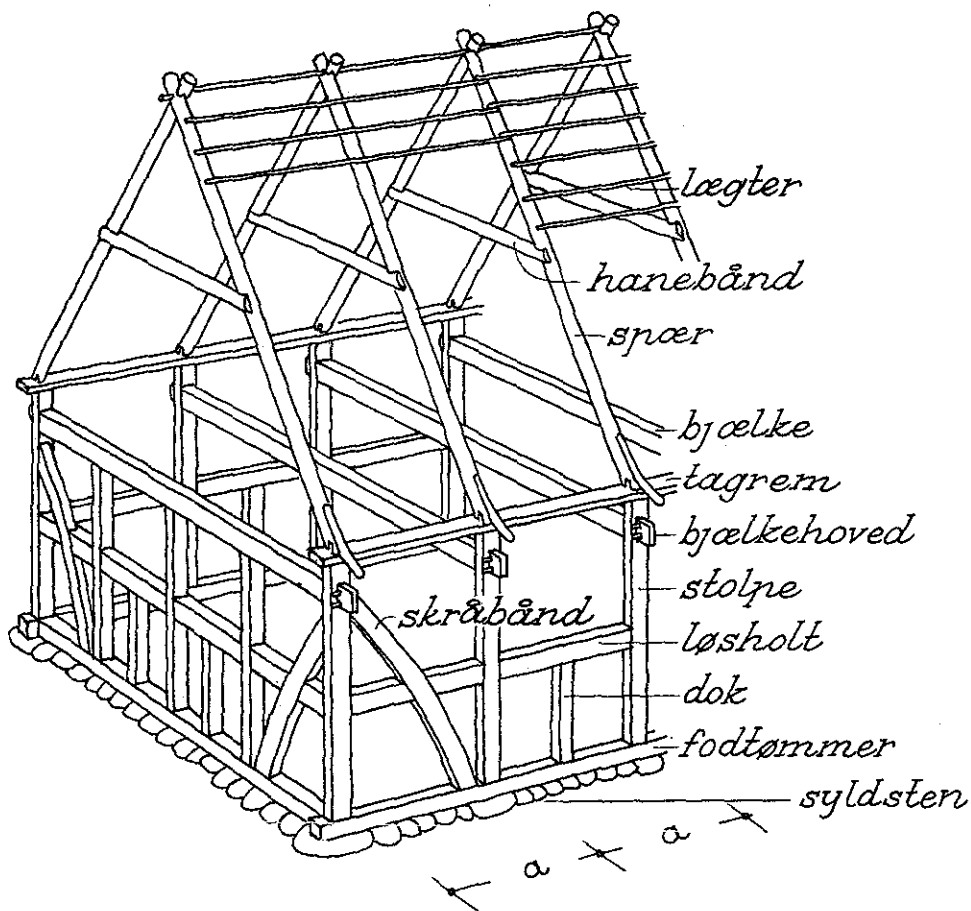 lægter
hanebånd
spær
bjælke
tagrem
bjælkehoved
stolpe
skråbånd
løsholt
dok
fodtømmer
syldsten
a
a